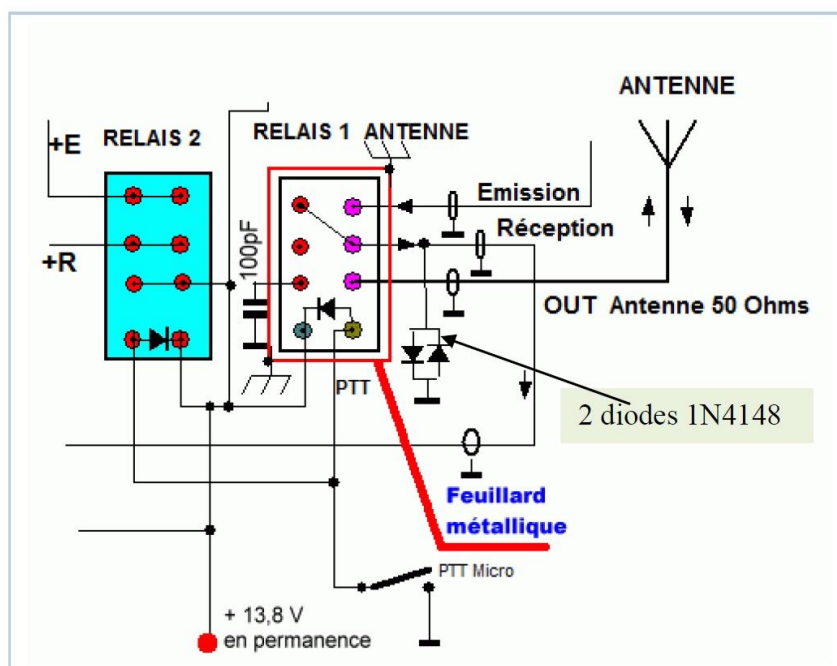 ANTENNE
+E
RELAIS 2
RELAIS 1 ANTENNE
Emission
Réception
+R
100pF
OUT Antenne 50 Ohms
PTT
2 diodes 1N4148
Feuillard
métallique
PTT Micro
+ 13,8 V
en permanence